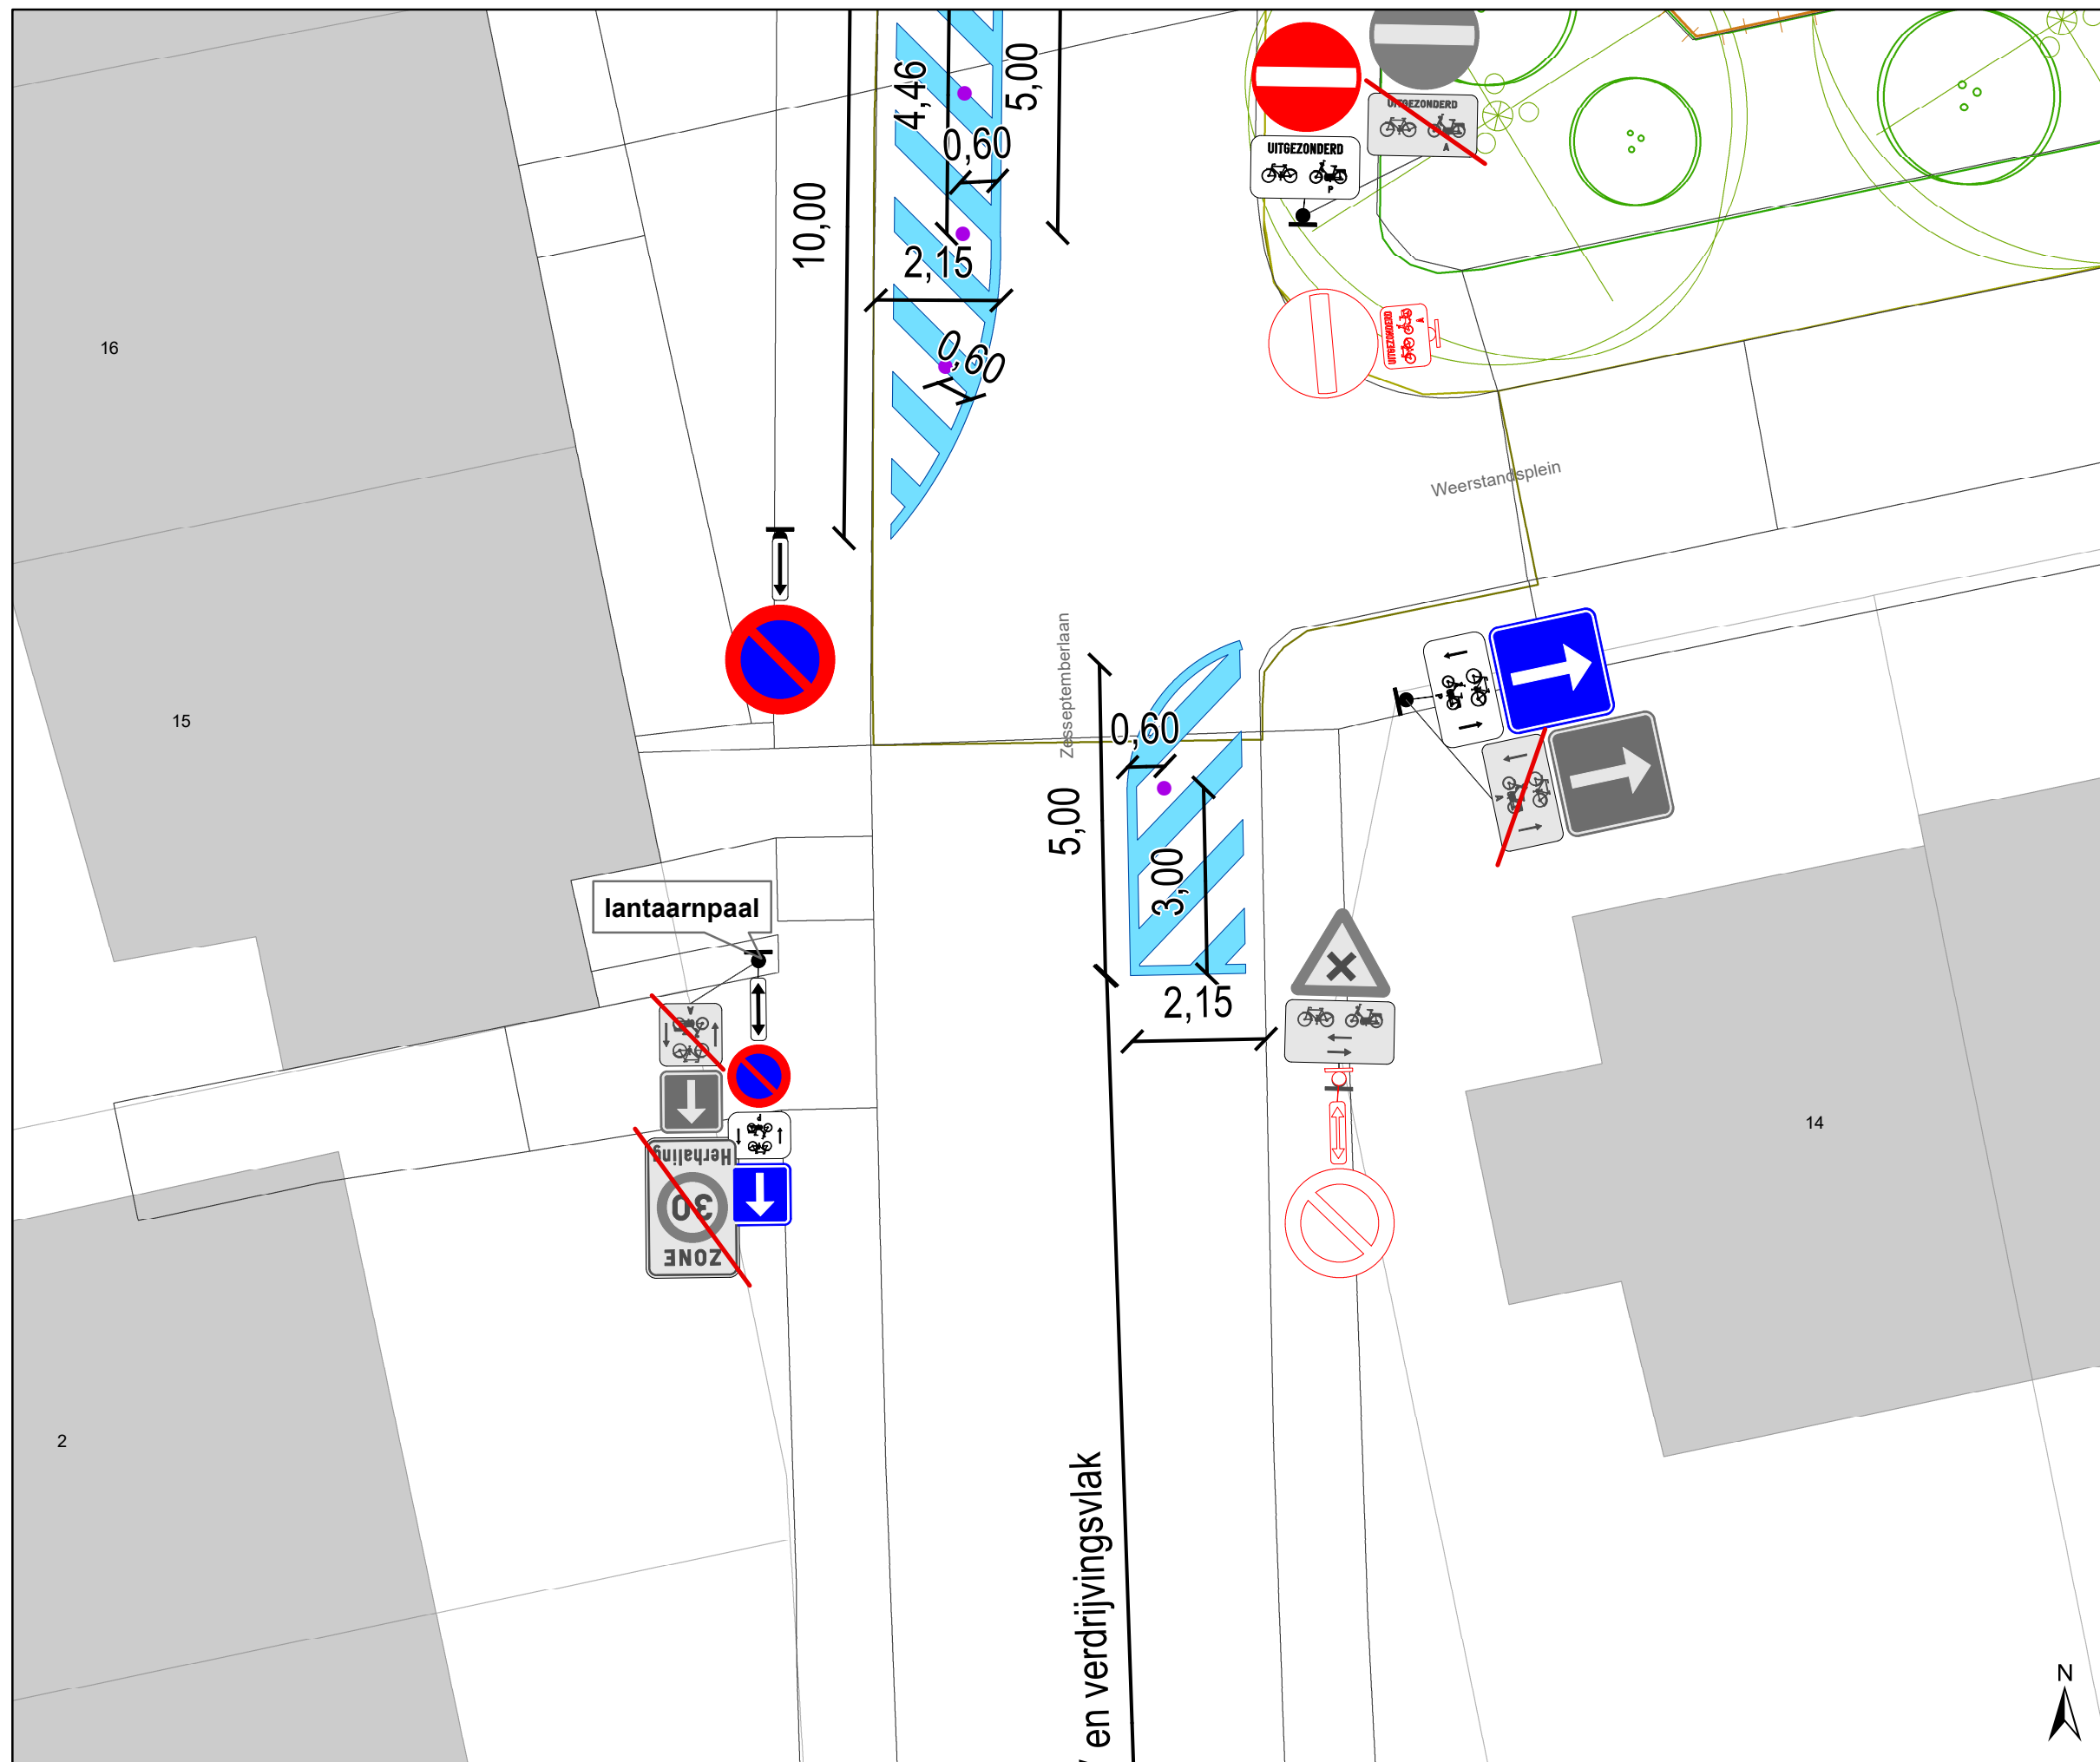 4,46
5,00
0,60
10,00
2,15
0,60
UITGEZONDERD
A
UITGEZONDERD
P
UITGEZONDERD
A
16
Weerstandsplein
15
Zesseptemberlaan
0,60
5,00
3,00
2,15
P
A
lantaarnpaal
A
P
Herhaling
30
ZONE
14
2
en verdrijvingsvlak
N